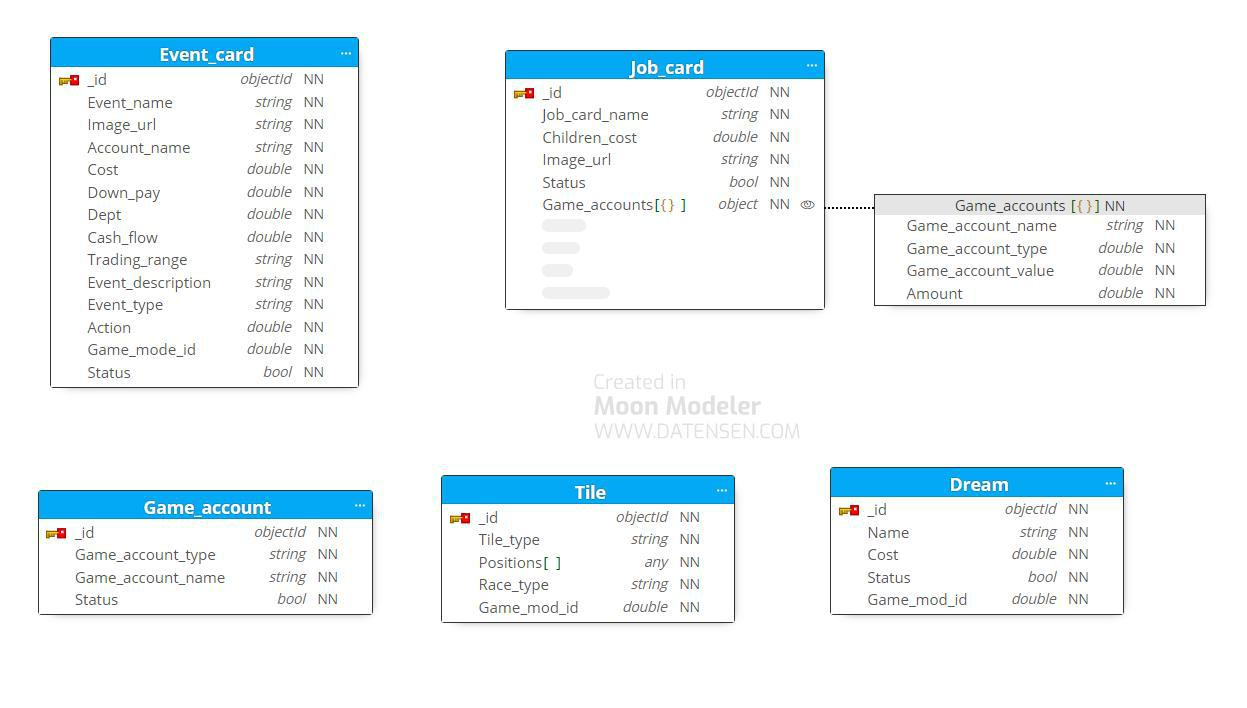 Event_card ...
_id objectId NN
Event_name string NN
Image_url string NN
Account_name string NN
Cost double NN
Down_pay double NN
Dept double NN
Cash_flow double NN
Trading_range string NN
Event_description string NN
Event_type string NN
Action double NN
Game_mode_id double NN
Status bool NN
Job_card ...
_id objectId NN
Job_card_name string NN
Children_cost double NN
Image_url string NN
Status bool NN
Game_accounts[{} ] object NN
Game_accounts [{}] NN
Game_account_name string NN
Game_account_type double NN
Game_account_value double NN
Amount double NN
Created in
Moon Modeler
WWW.DATENSEN.COM
Game_account ...
_id objectId NN
Game_account_type string NN
Game_account_name string NN
Status bool NN
Tile ...
_id objectId NN
Tile_type string NN
Positions[ ] any NN
Race_type string NN
Game_mod_id double NN
Dream ...
_id objectId NN
Name string NN
Cost double NN
Status bool NN
Game_mod_id double NN